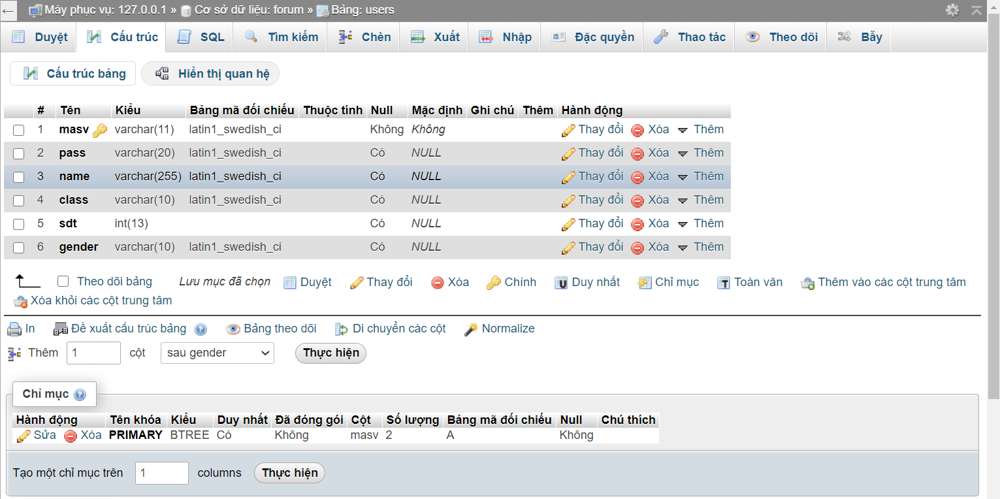 Máy phục vụ: 127.0.0.1 » Cơ sở dữ liệu: forum » Bảng: users
Duyệt Cấu trúc SQL Tìm kiếm Chèn Xuất Nhập Đặc quyền Thao tác Theo dõi Bẫy
Cấu trúc bảng Hiển thị quan hệ
# Tên Kiểu Bảng mã đối chiếu Thuộc tính Null Mặc định Ghi chú Thêm Hành động
1 masv varchar(11) latin1_swedish_ci Không Không Thay đổi Xóa Thêm
2 pass varchar(20) latin1_swedish_ci Có NULL Thay đổi Xóa Thêm
3 name varchar(255) latin1_swedish_ci Có NULL Thay đổi Xóa Thêm
4 class varchar(10) latin1_swedish_ci Có NULL Thay đổi Xóa Thêm
5 sdt int(13) Có NULL Thay đổi Xóa Thêm
6 gender varchar(10) latin1_swedish_ci Có NULL Thay đổi Xóa Thêm
Theo dõi bảng Lưu mục đã chọn Duyệt Thay đổi Xóa Chính Duy nhất Chỉ mục Toàn văn Thêm vào các cột trung tâm
Xóa khỏi các cột trung tâm
In Đề xuất cấu trúc bảng Bảng theo dõi Di chuyển các cột Normalize
Thêm 1 cột sau gender Thực hiện
Chỉ mục
Hành động Tên khóa Kiểu Duy nhất Đã đóng gói Cột Số lượng Bảng mã đối chiếu Null Chú thích
Sửa Xóa PRIMARY BTREE Có Không masv 2 A Không
Tạo một chỉ mục trên 1 columns Thực hiện